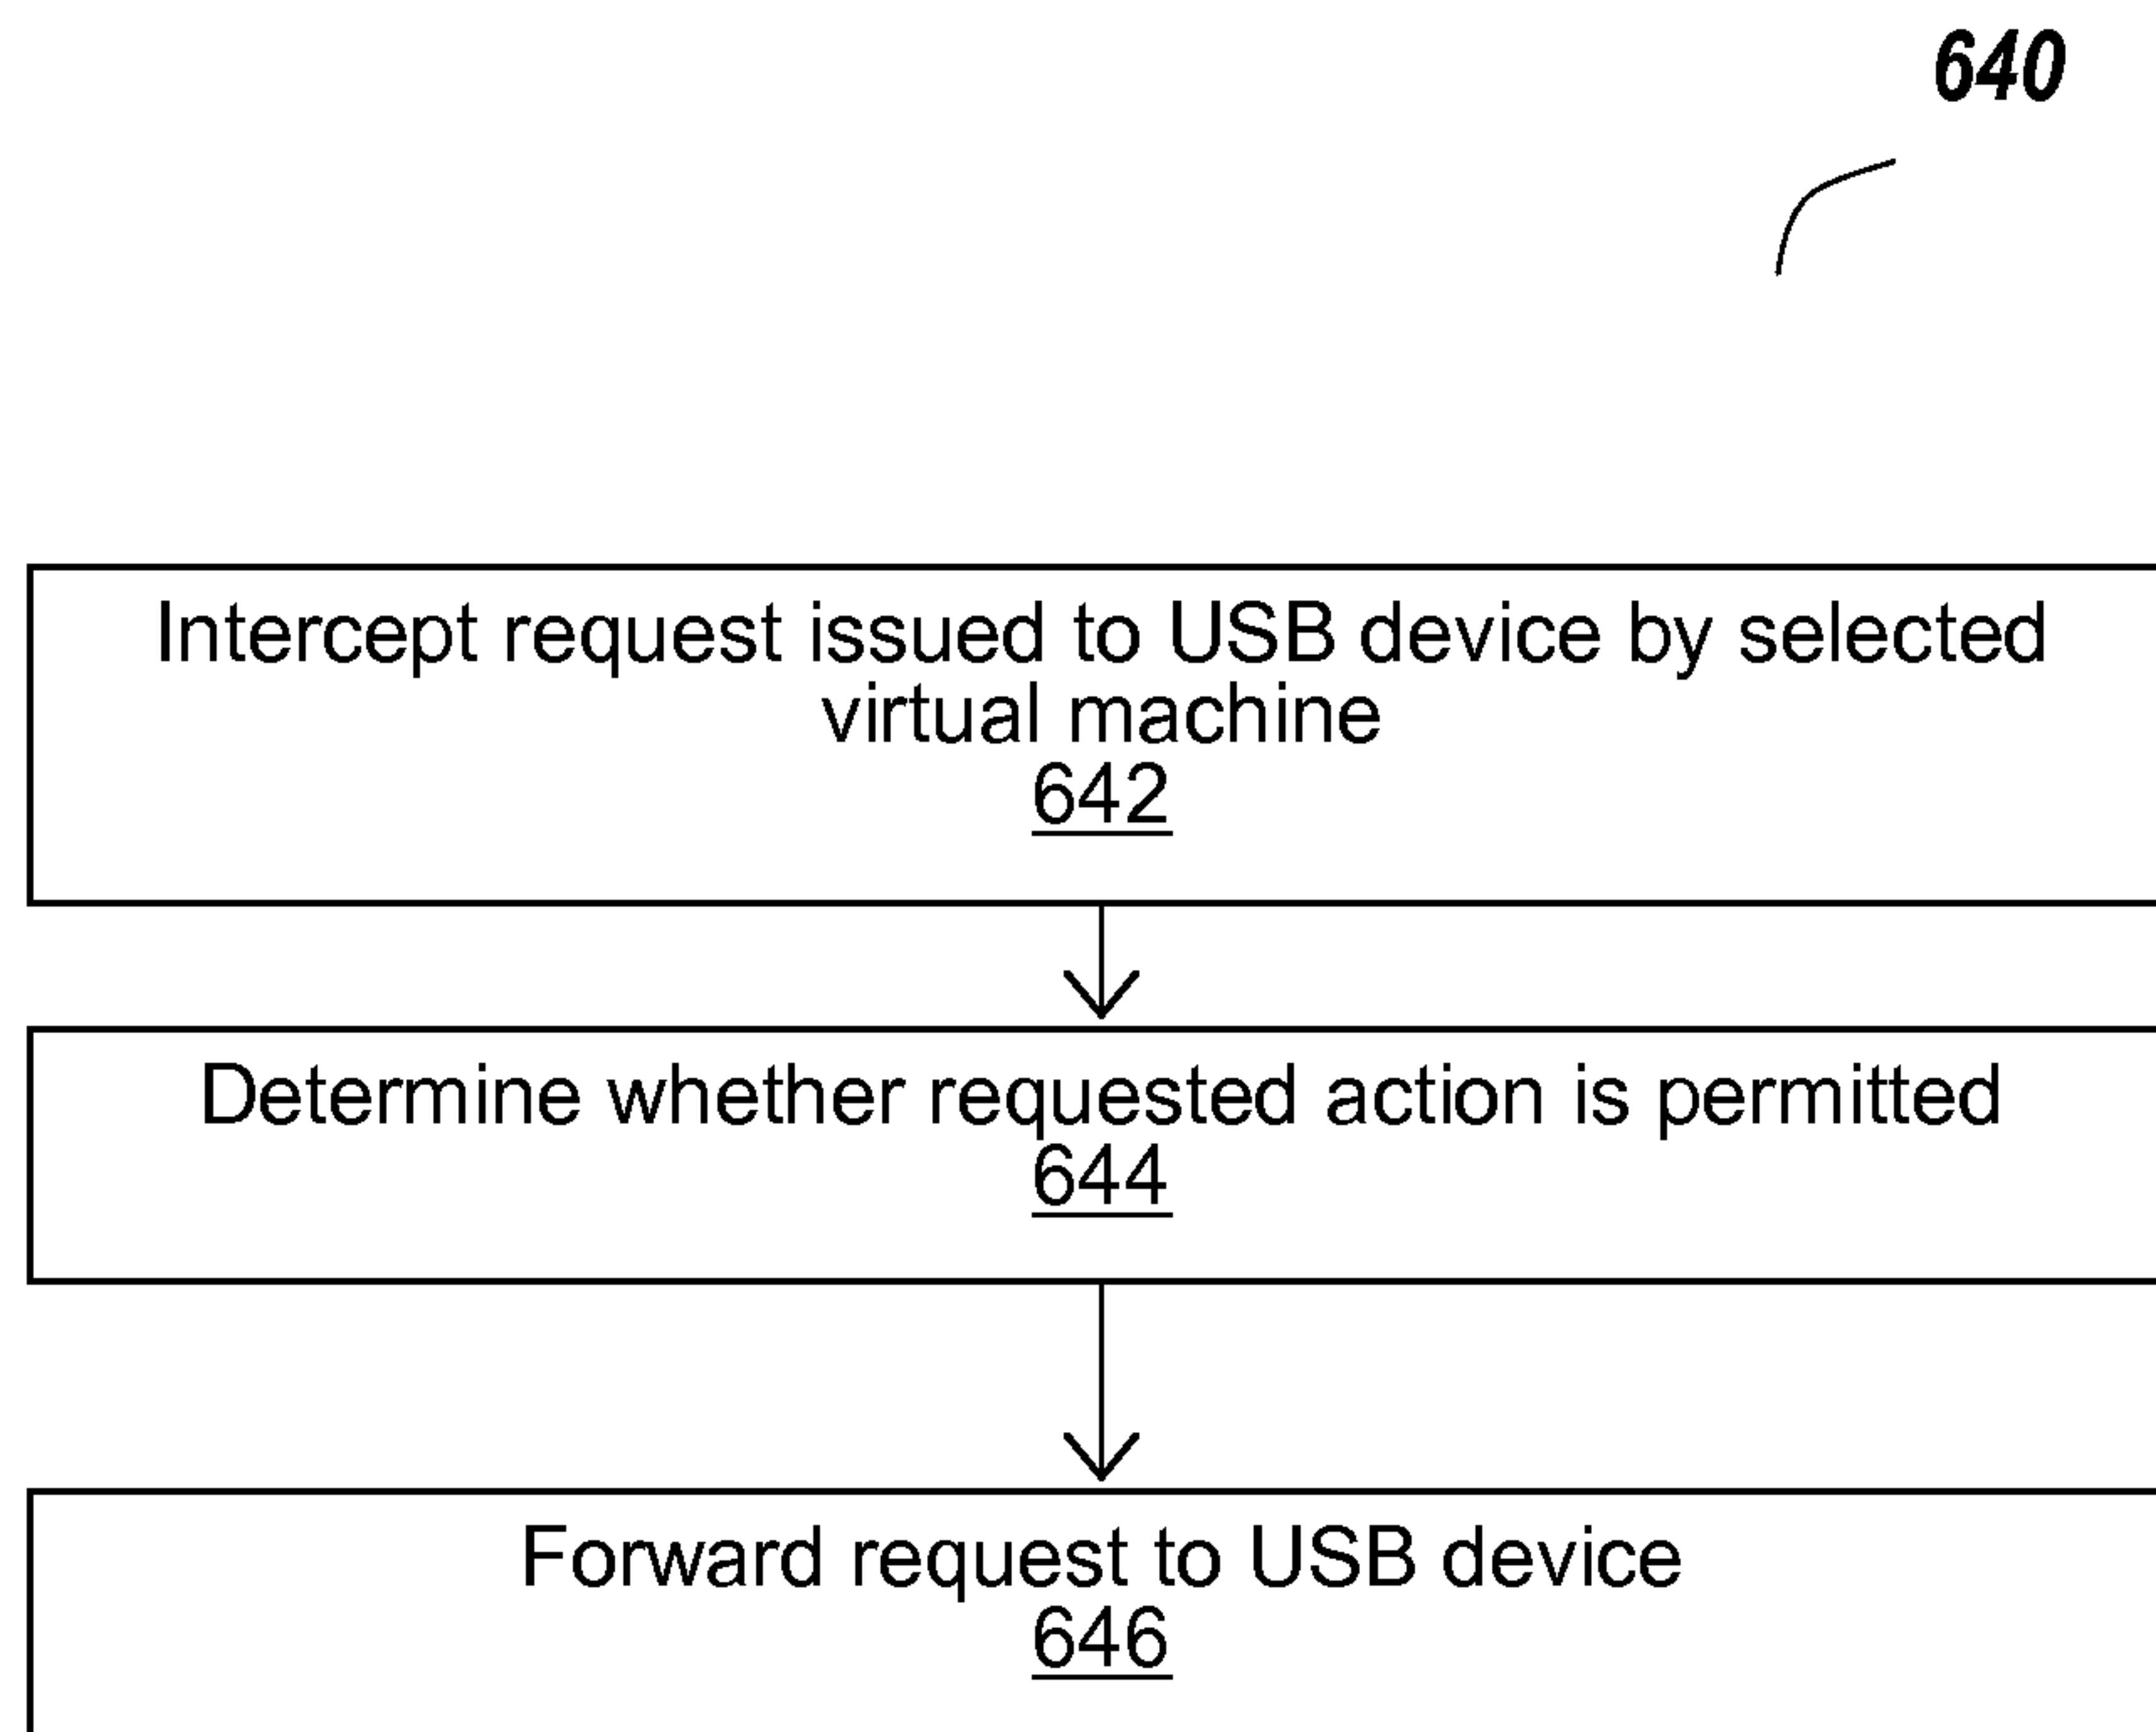 640
Intercept request issued to USB device by selected
virtual machine
642
Determine whether requested action is permitted
644
Forward request to USB device
646